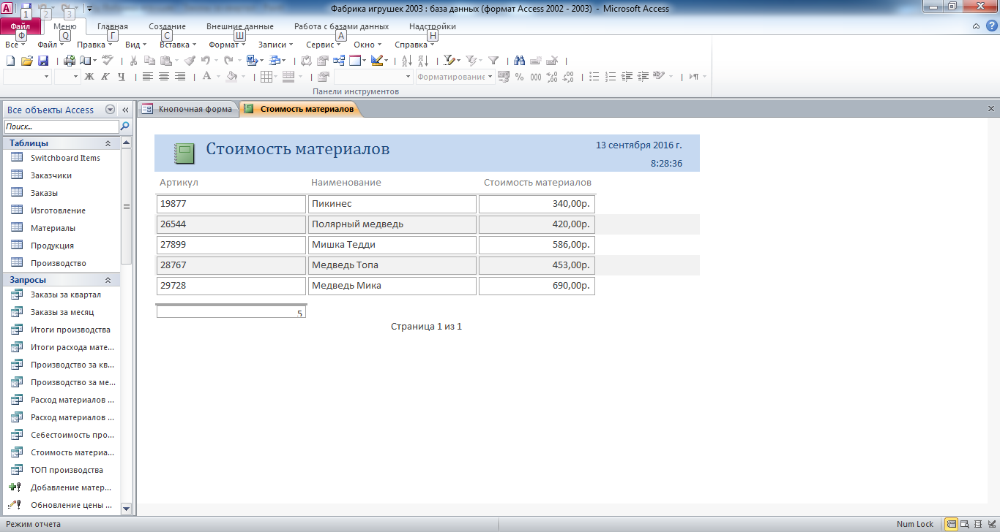 Фабрика игрушек 2003 : база данных (формат Access 2002 - 2003) - Microsoft Access
1 2 3
Файл Меню Главная Создание Внешние данные Работа с базами данных Надстройки
Ф Q Г С Ш А Н
Все Файл Правка Вид Вставка Формат Записи Сервис Окно Справка
Ж К Ч А Форматирование % 000
Панели инструментов
Все объекты Access
Поиск...
Таблицы
Switchboard Items
Заказчики
Заказы
Изготовление
Материалы
Продукция
Производство
Запросы
Заказы за квартал
Заказы за месяц
Итоги производства
Итоги расхода мате...
Производство за кв...
Производство за ме...
Расход материалов ...
Расход материалов ...
Себестоимость про...
Стоимость материа...
ТОП производства
Добавление матер...
Обновление цены ...
Кнопочная форма Стоимость материалов
Стоимость материалов
13 сентября 2016 г.
8:28:36
Артикул Наименование Стоимость материалов
19877 Пикинес 340,00р.
26544 Полярный медведь 420,00р.
27899 Мишка Тедди 586,00р.
28767 Медведь Топа 453,00р.
29728 Медведь Мика 690,00р.
5
Страница 1 из 1
Режим отчета Num Lock